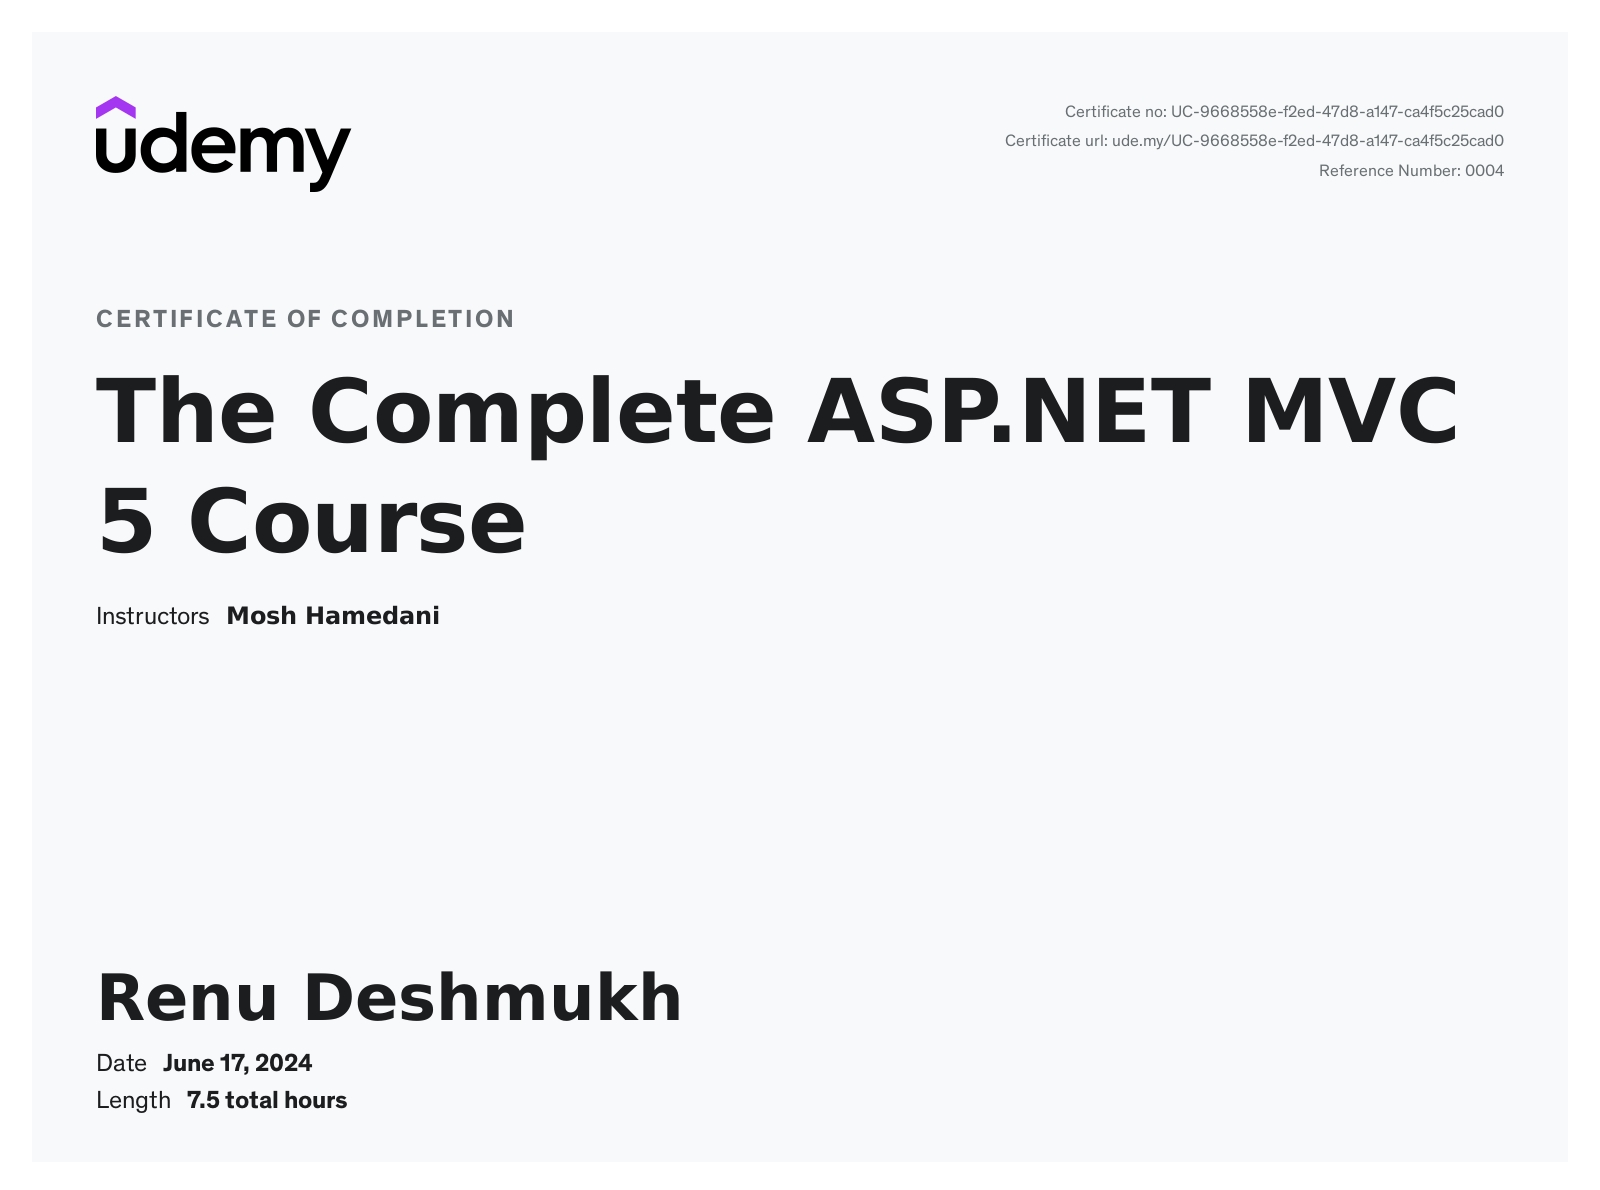 udemy
Certificate no: UC-9668558e-f2ed-47d8-a147-ca4f5c25cad0
Certificate url: ude.my/UC-9668558e-f2ed-47d8-a147-ca4f5c25cad0
Reference Number: 0004
CERTIFICATE OF COMPLETION
The Complete ASP.NET MVC
5 Course
Instructors Mosh Hamedani
Renu Deshmukh
Date June 17, 2024
Length 7.5 total hours